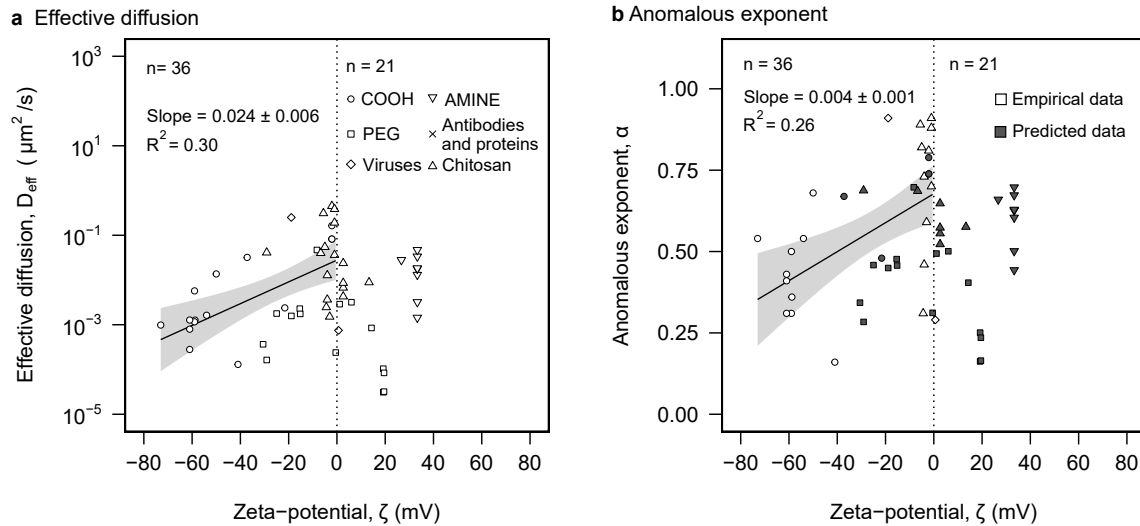 a Effective diffusion
n= 36
n = 21
Slope = 0.024 ± 0.006
R² = 0.30
COOH
PEG
Viruses
AMINE
Antibodies
and proteins
Chitosan
10³
10¹
10⁻¹
10⁻³
10⁻⁵
−80 −60 −40 −20 0 20 40 60 80
Effective diffusion, D_eff ( µm² /s)
Zeta−potential, ζ (mV)
b Anomalous exponent
n= 36
n = 21
Slope = 0.004 ± 0.001
R² = 0.26
Empirical data
Predicted data
1.00
0.75
0.50
0.25
0.00
−80 −60 −40 −20 0 20 40 60 80
Anomalous exponent, α
Zeta−potential, ζ (mV)